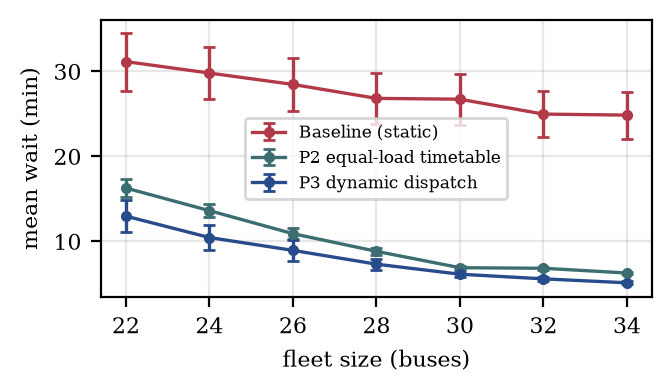 mean wait (min)
30
20
10
Baseline (static)
P2 equal-load timetable
P3 dynamic dispatch
22 24 26 28 30 32 34
fleet size (buses)